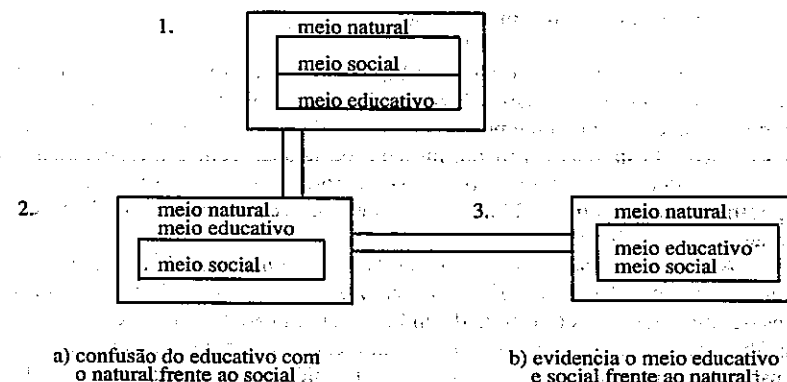 1.
meio natural
meio social
meio educativo
2.
meio natural
meio educativo
meio social
3.
meio natural
meio educativo
meio social
a) confusão do educativo com
o natural frente ao social
b) evidencia o meio educativo
e social frente ao natural